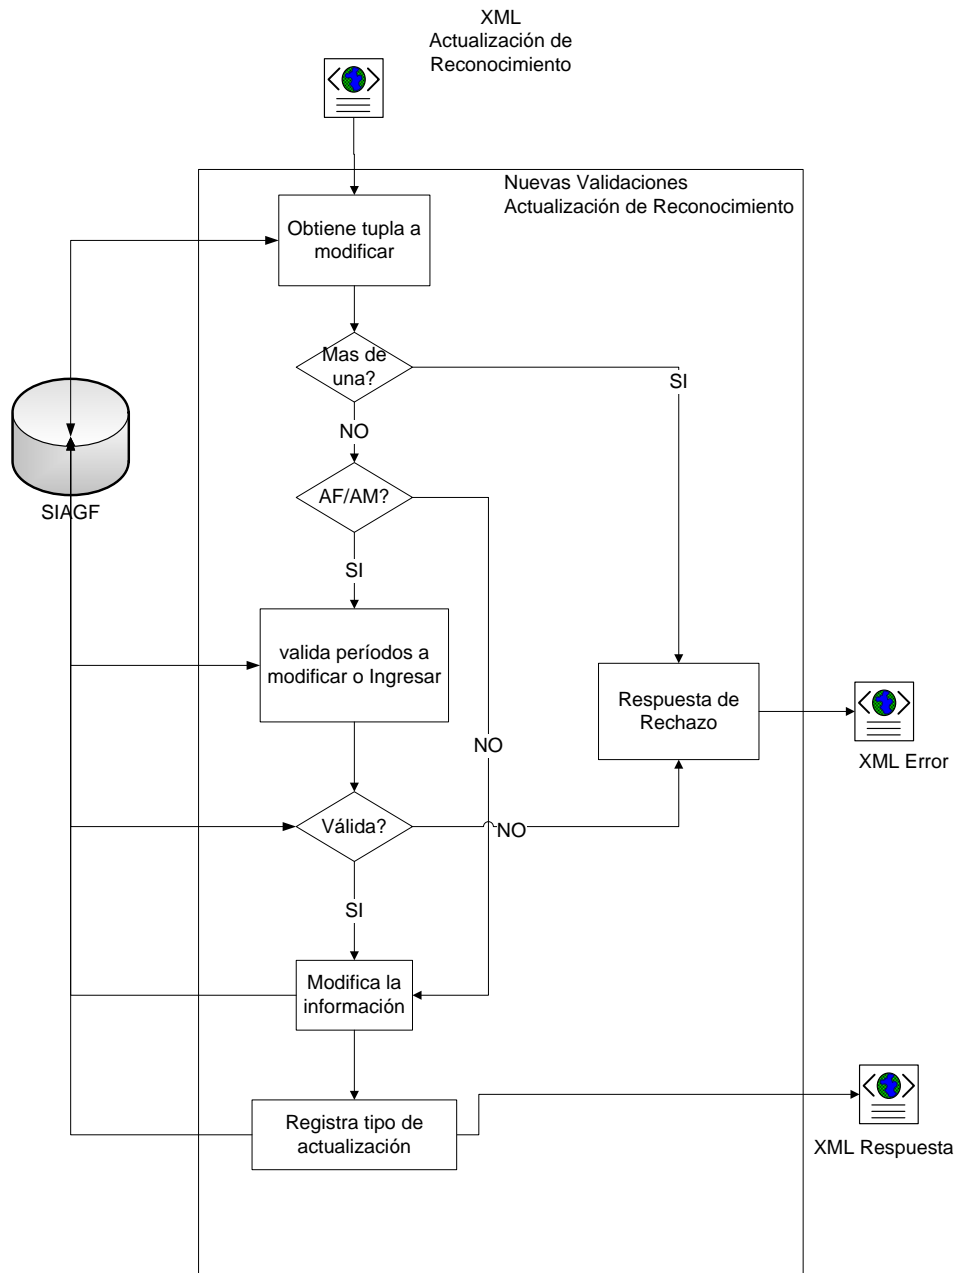 XML
Actualización de
Reconocimiento
Nuevas Validaciones
Actualización de Reconocimiento
Obtiene tupla a
modificar
Mas de
una?
SI
NO
AF/AM?
SIAGF
SI
valida períodos a
modificar o Ingresar
Respuesta de
Rechazo
NO
XML Error
Válida?
NO
SI
Modifica la
información
Registra tipo de
actualización
XML Respuesta